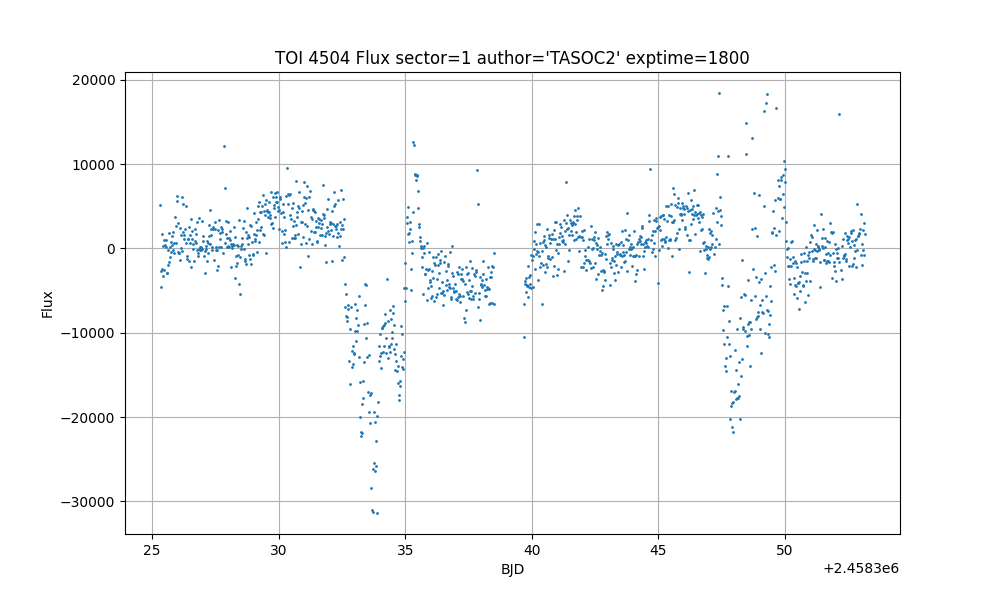 TOI 4504 Flux sector=1 author='TASOC2' exptime=1800
Flux
20000
10000
0
−10000
−20000
−30000
25 30 35 40 45 50
BJD
+2.4583e6